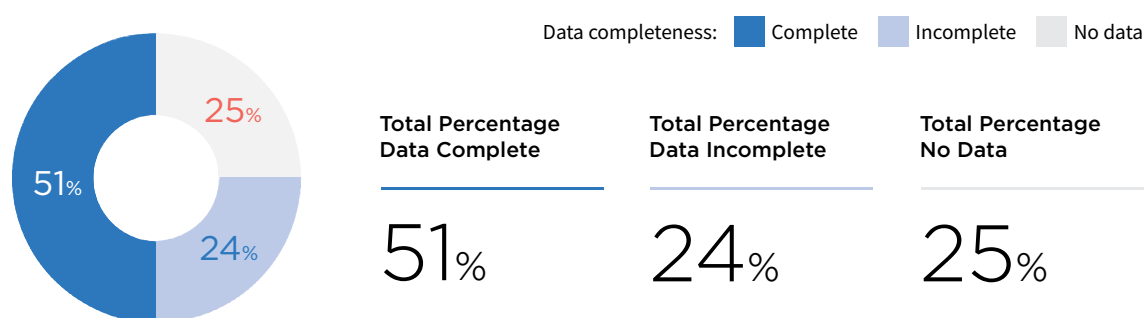 Data completeness: Complete Incomplete No data
25%
51%
24%
Total Percentage
Data Complete
51%
Total Percentage
Data Incomplete
24%
Total Percentage
No Data
25%